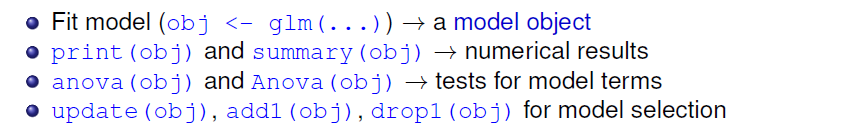 Fit model (obj <- glm(...)) → a model object
print(obj) and summary(obj) → numerical results
anova(obj) and Anova(obj) → tests for model terms
update(obj), add1(obj), drop1(obj) for model selection